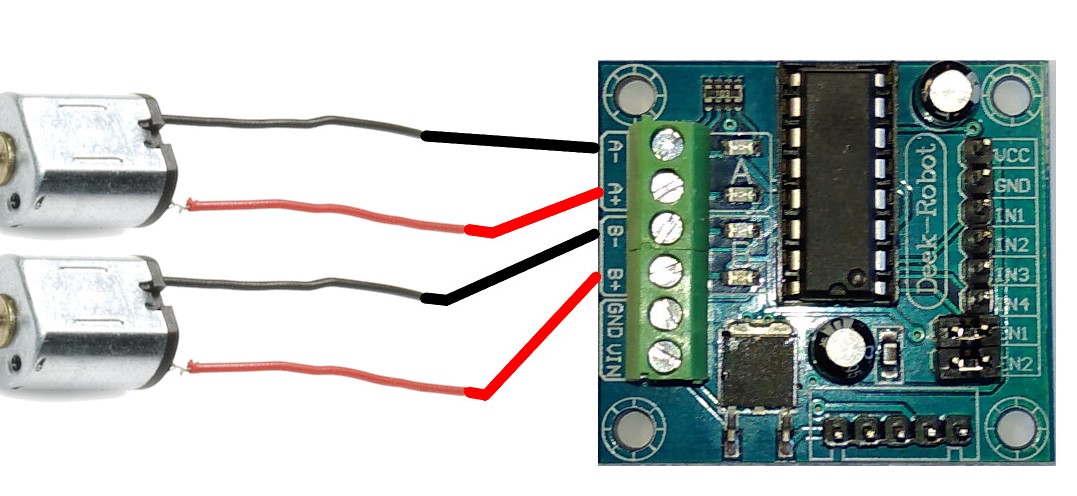 A-
A+
B-
B+
GND
VIN
A
B
Deek-Robot
VCC
GND
IN1
IN2
IN3
IN4
EN1
EN2